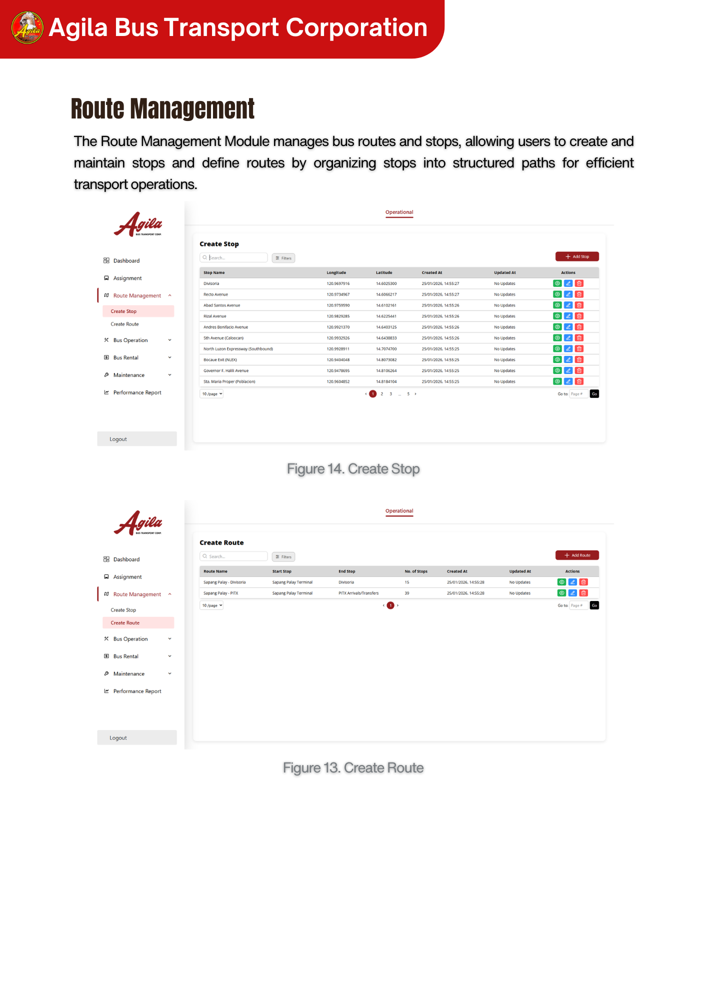 Agila
Agila Bus Transport Corporation
Route Management
The Route Management Module manages bus routes and stops, allowing users to create and
maintain stops and define routes by organizing stops into structured paths for efficient
transport operations.
Agila
BUS TRANSPORT CORP.
Operational
Dashboard
Assignment
Route Management
Create Stop
Create Route
Bus Operation
Bus Rental
Maintenance
Performance Report
Logout
Create Stop
Search...
Filters
Add Stop
Stop Name Longitude Latitude Created At Updated At Actions
Divisoria 120.9697916 14.6025300 25/01/2026, 14:55:27 No Updates
Recto Avenue 120.9734967 14.6066217 25/01/2026, 14:55:27 No Updates
Abad Santos Avenue 120.9759590 14.6102161 25/01/2026, 14:55:26 No Updates
Rizal Avenue 120.9829285 14.6225441 25/01/2026, 14:55:26 No Updates
Andres Bonifacio Avenue 120.9921370 14.6403125 25/01/2026, 14:55:26 No Updates
5th Avenue (Caloocan) 120.9932926 14.6438833 25/01/2026, 14:55:26 No Updates
North Luzon Expressway (Southbound) 120.9928911 14.7074700 25/01/2026, 14:55:25 No Updates
Bocaue Exit (NLEX) 120.9404048 14.8073082 25/01/2026, 14:55:25 No Updates
Governor F. Halili Avenue 120.9478695 14.8106264 25/01/2026, 14:55:25 No Updates
Sta. Maria Proper (Poblacion) 120.9604852 14.8184104 25/01/2026, 14:55:25 No Updates
10 /page ‹ 1 2 3 ... 5 › Go to: Page # Go
Figure 14. Create Stop
Agila
BUS TRANSPORT CORP.
Operational
Dashboard
Assignment
Route Management
Create Stop
Create Route
Bus Operation
Bus Rental
Maintenance
Performance Report
Logout
Create Route
Search...
Filters
Add Route
Route Name Start Stop End Stop No. of Stops Created At Updated At Actions
Sapang Palay - Divisoria Sapang Palay Terminal Divisoria 15 25/01/2026, 14:55:28 No Updates
Sapang Palay - PITX Sapang Palay Terminal PITX Arrivals/Transfers 39 25/01/2026, 14:55:28 No Updates
10 /page ‹ 1 › Go to: Page # Go
Figure 13. Create Route